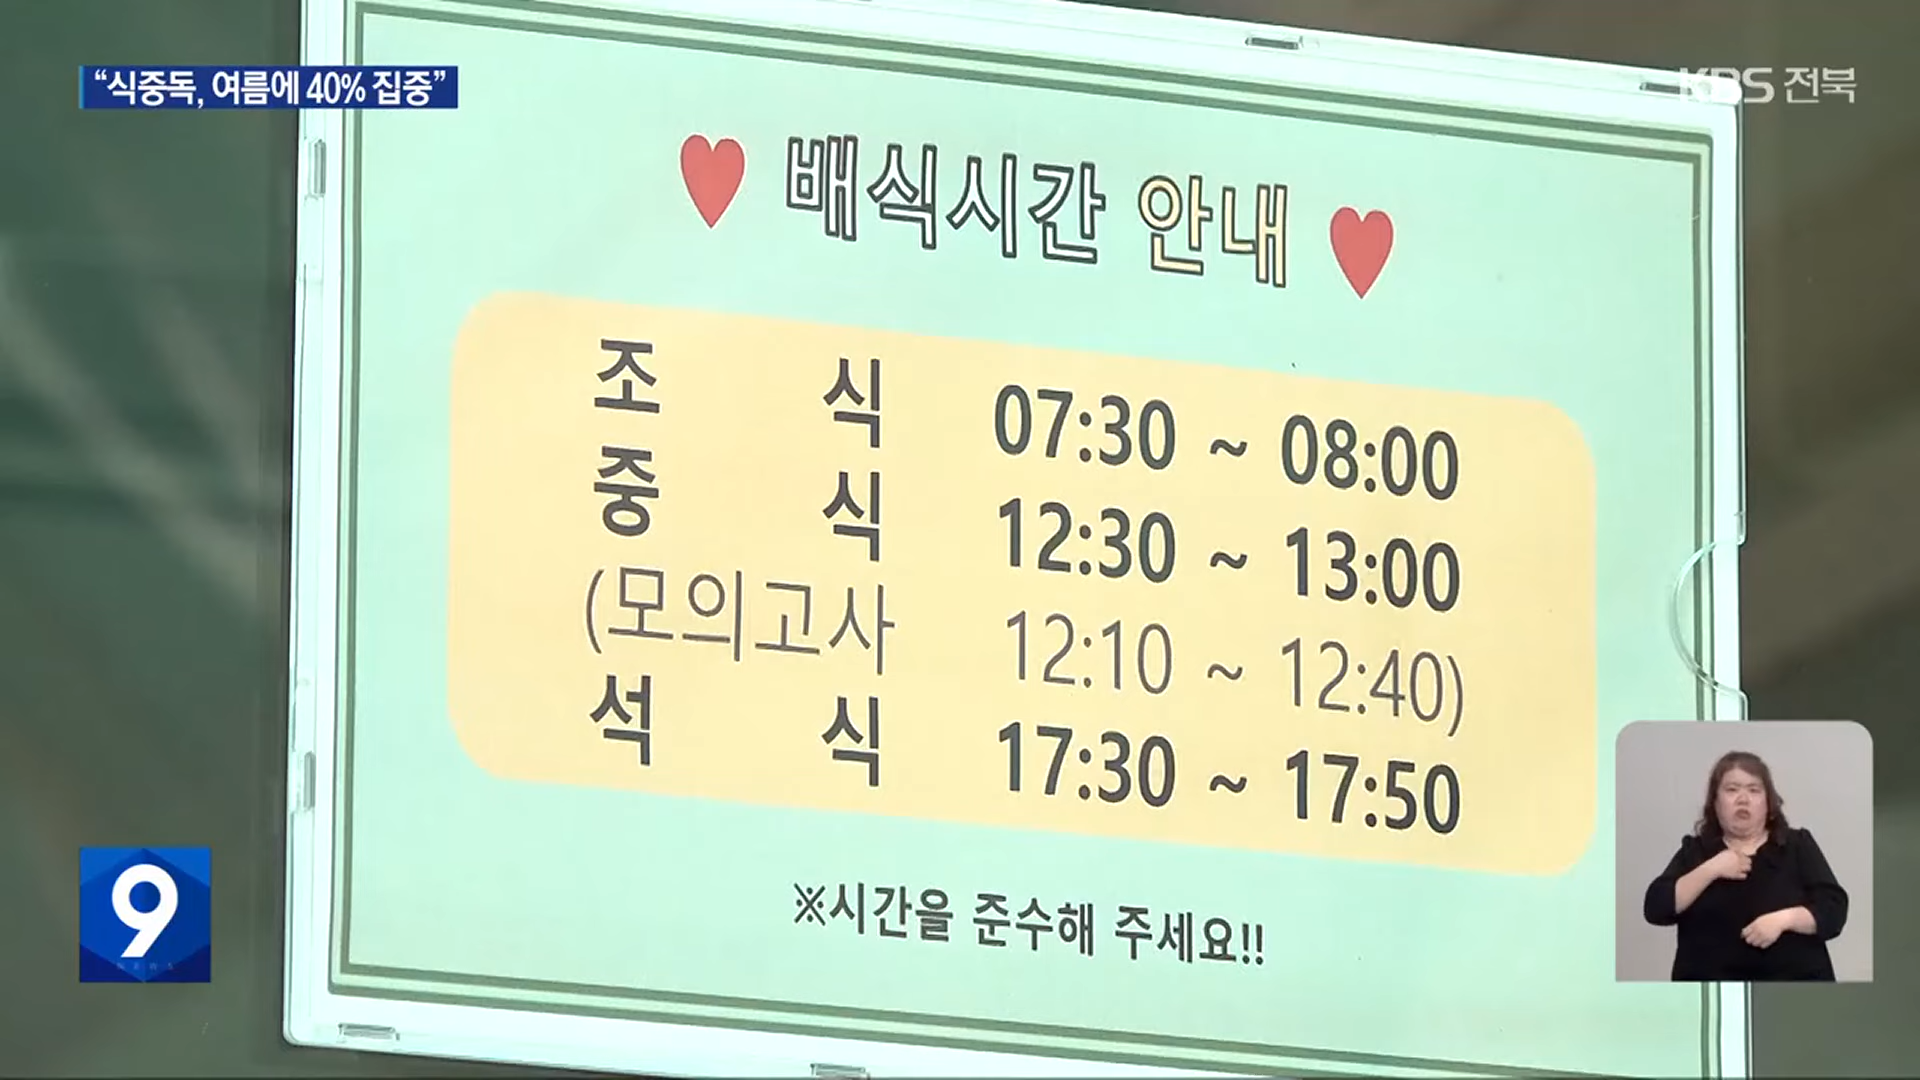 “식중독, 여름에 40% 집중”
KBS 전북
♥ 배식시간 안내 ♥
조 식 07:30 ~ 08:00
중 식 12:30 ~ 13:00
(모의고사 12:10 ~ 12:40)
석 식 17:30 ~ 17:50
※시간을 준수해 주세요!!
9
NEWS